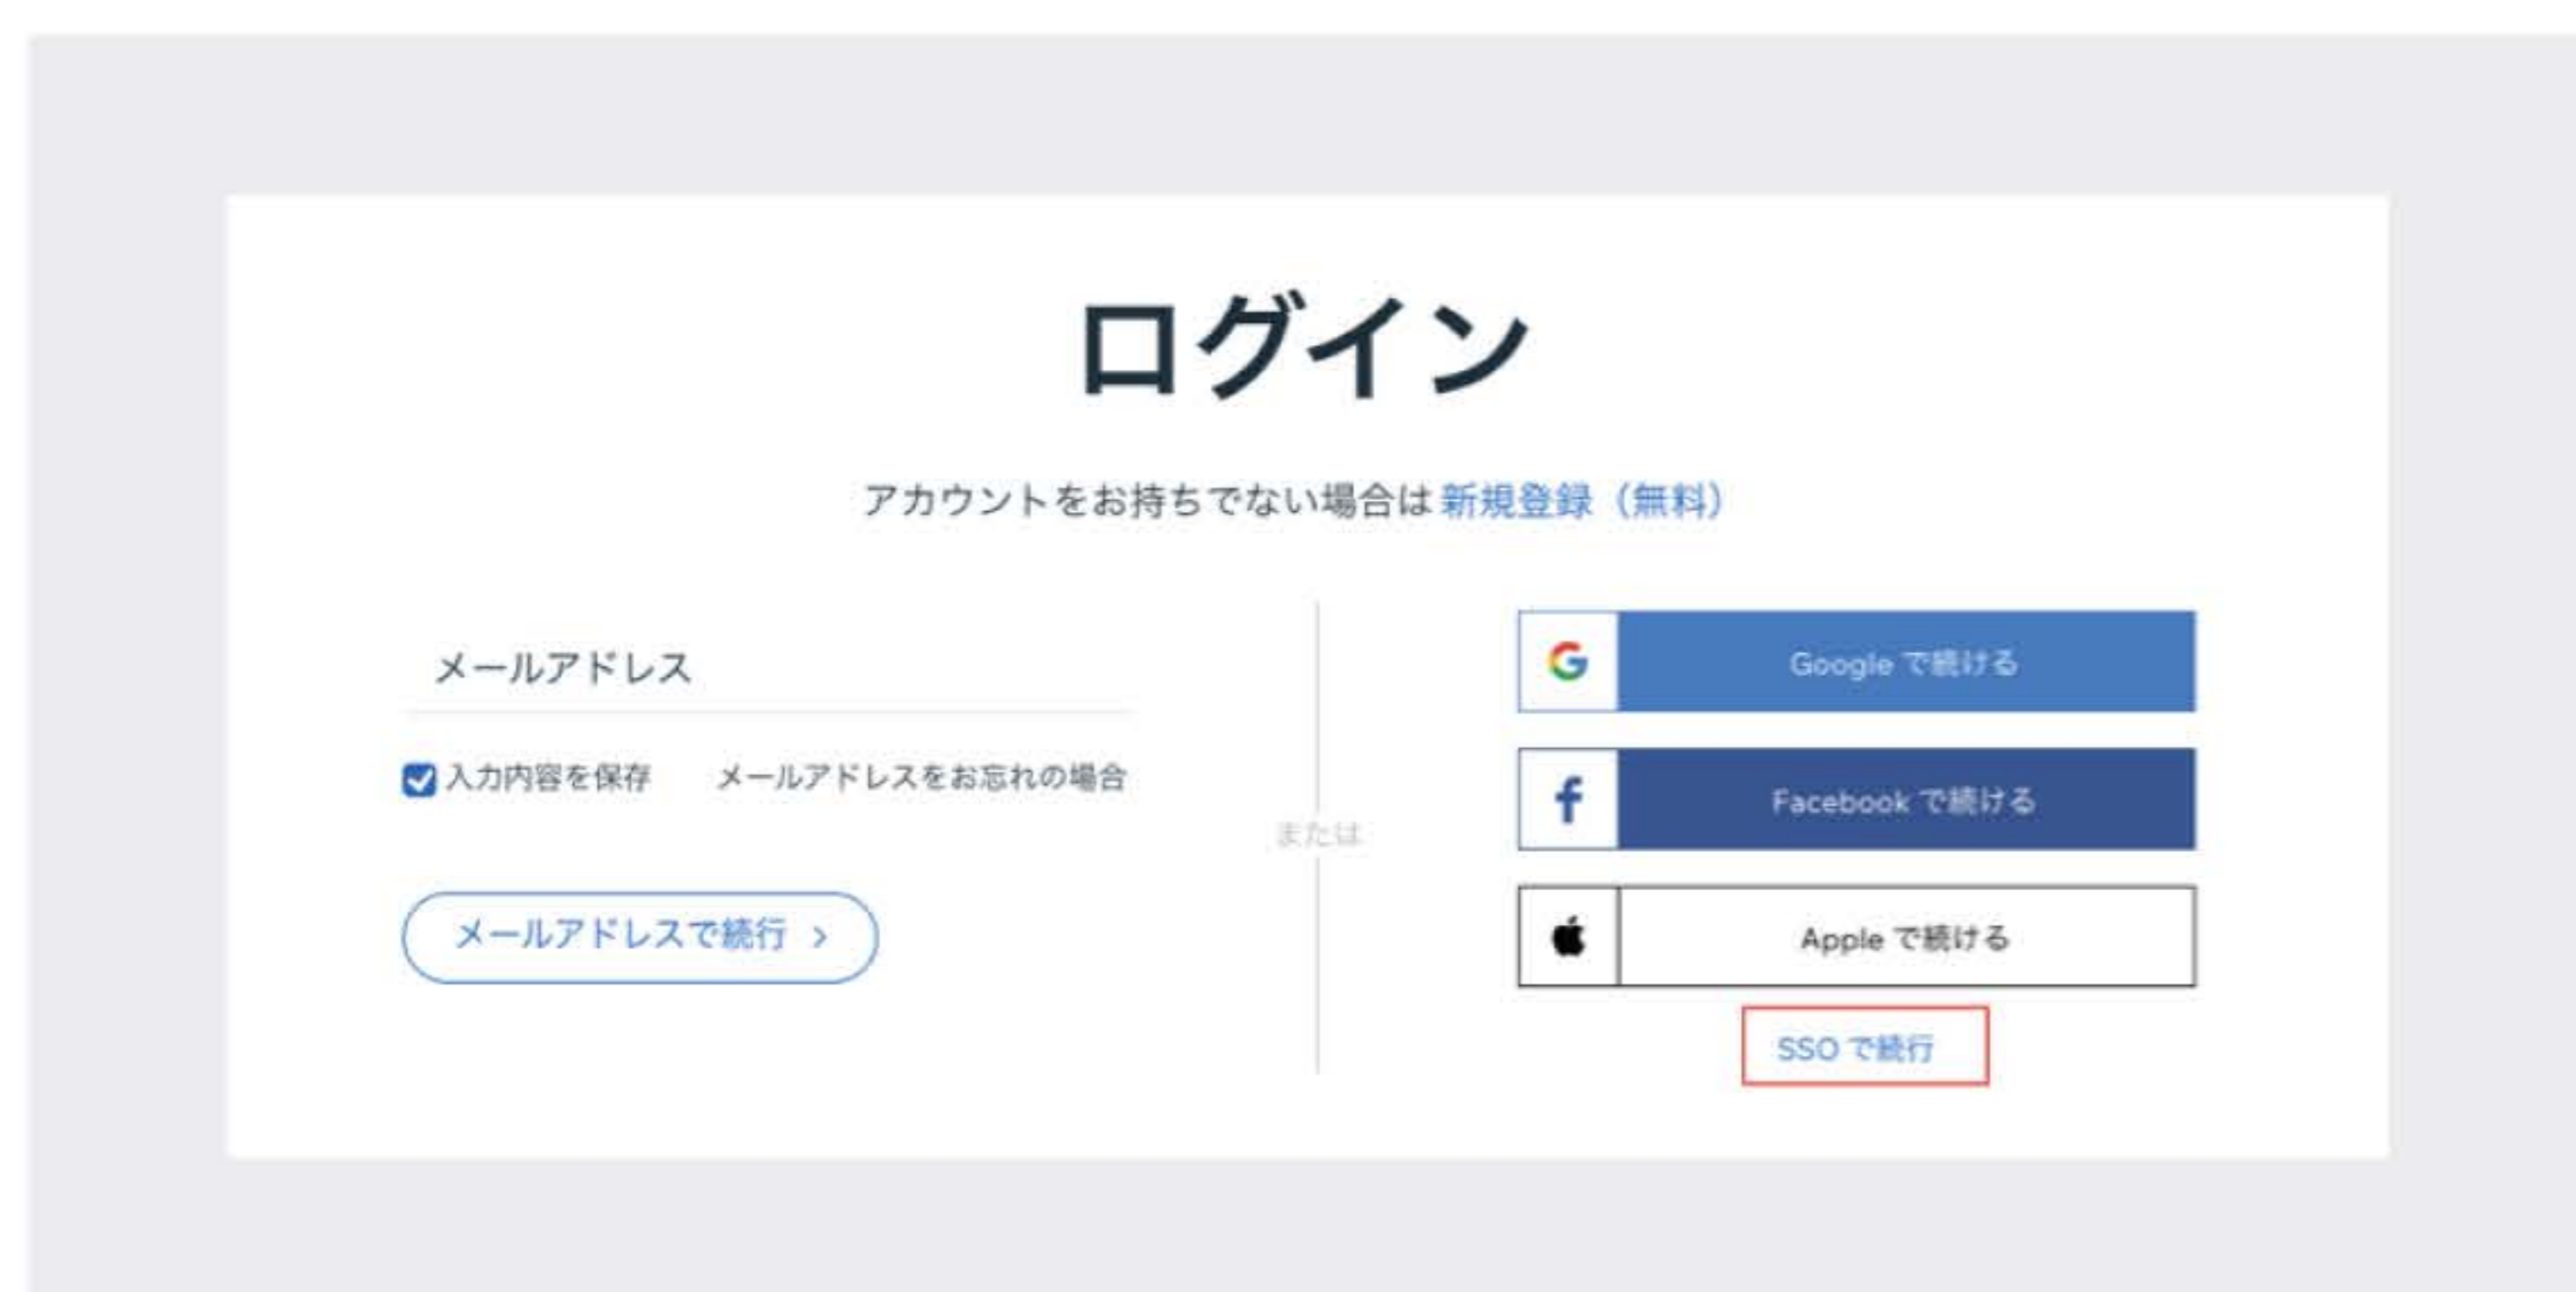 ログイン
アカウントをお持ちでない場合は 新規登録（無料）
メールアドレス
入力内容を保存
メールアドレスをお忘れの場合
メールアドレスで続行 >
または
G
Google で続ける
f
Facebook で続ける
Apple で続ける
SSO で続行